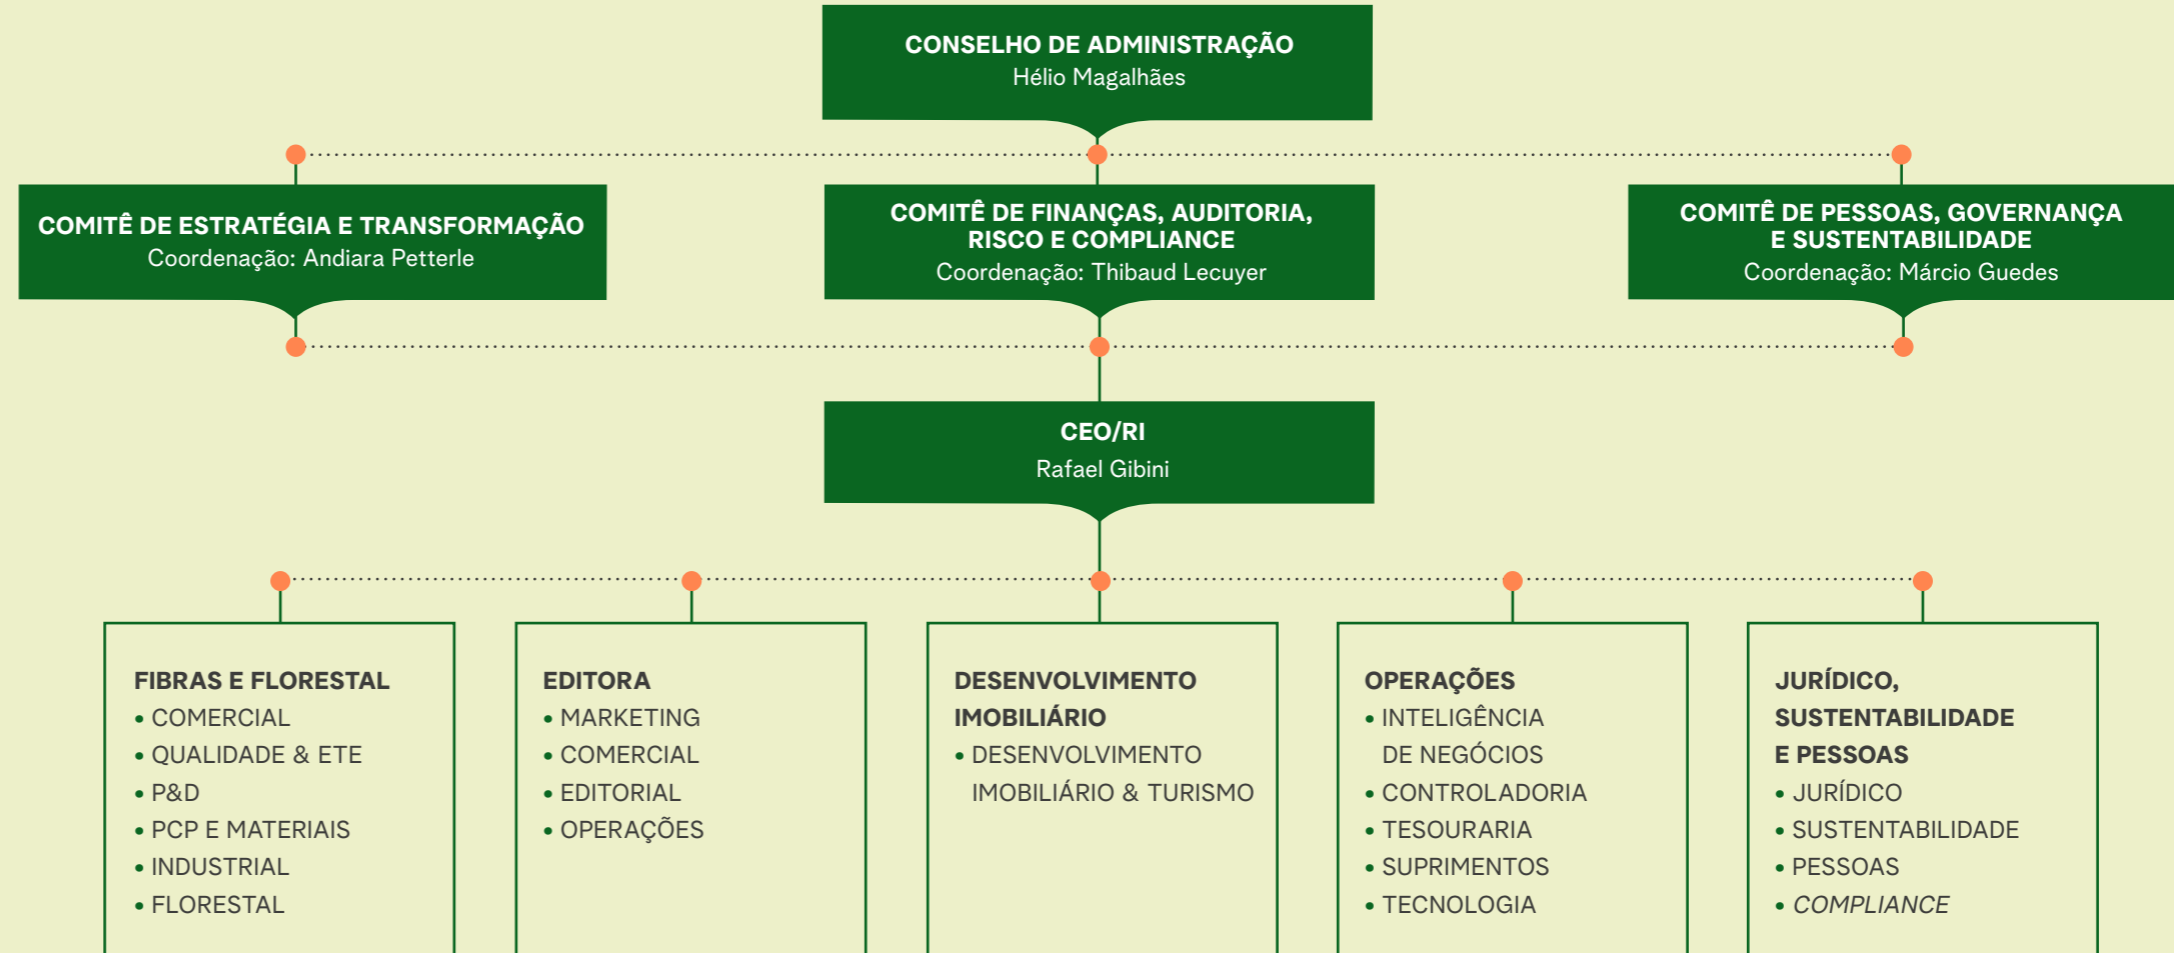 CONSELHO DE ADMINISTRAÇÃO
Hélio Magalhães
COMITÊ DE ESTRATÉGIA E TRANSFORMAÇÃO
Coordenação: Andiara Petterle
COMITÊ DE FINANÇAS, AUDITORIA,
RISCO E COMPLIANCE
Coordenação: Thibaud Lecuyer
COMITÊ DE PESSOAS, GOVERNANÇA
E SUSTENTABILIDADE
Coordenação: Márcio Guedes
CEO/RI
Rafael Gibini
FIBRAS E FLORESTAL
• COMERCIAL
• QUALIDADE & ETE
• P&D
• PCP E MATERIAIS
• INDUSTRIAL
• FLORESTAL
EDITORA
• MARKETING
• COMERCIAL
• EDITORIAL
• OPERAÇÕES
DESENVOLVIMENTO
IMOBILIÁRIO
• DESENVOLVIMENTO
IMOBILIÁRIO & TURISMO
OPERAÇÕES
• INTELIGÊNCIA
DE NEGÓCIOS
• CONTROLADORIA
• TESOURARIA
• SUPRIMENTOS
• TECNOLOGIA
JURÍDICO,
SUSTENTABILIDADE
E PESSOAS
• JURÍDICO
• SUSTENTABILIDADE
• PESSOAS
• COMPLIANCE